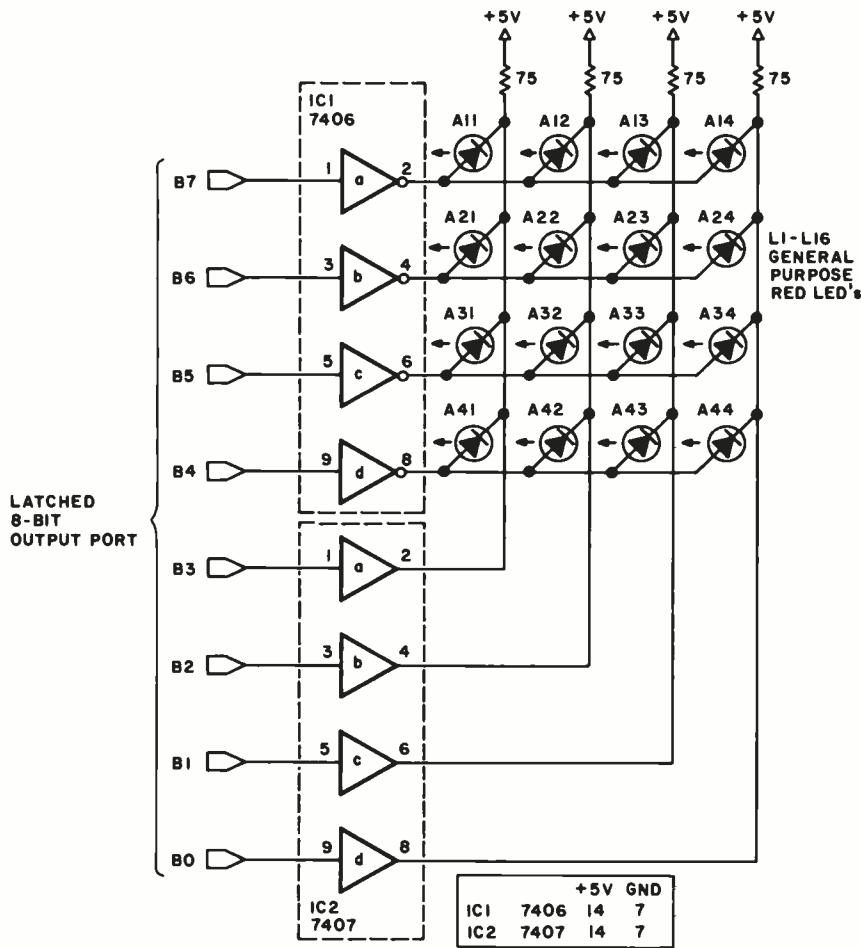 +5V +5V +5V +5V
75 75 75 75
IC1
7406
A11 A12 A13 A14
B7 1 a 2
A21 A22 A23 A24
B6 3 b 4
L1-L16
GENERAL
PURPOSE
RED LED's
A31 A32 A33 A34
B5 5 c 6
A41 A42 A43 A44
B4 9 d 8
LATCHED
8-BIT
OUTPUT PORT
B3 1 a 2
B2 3 b 4
B1 5 c 6
B0 9 d 8
IC2
7407
+5V GND
IC1 7406 14 7
IC2 7407 14 7